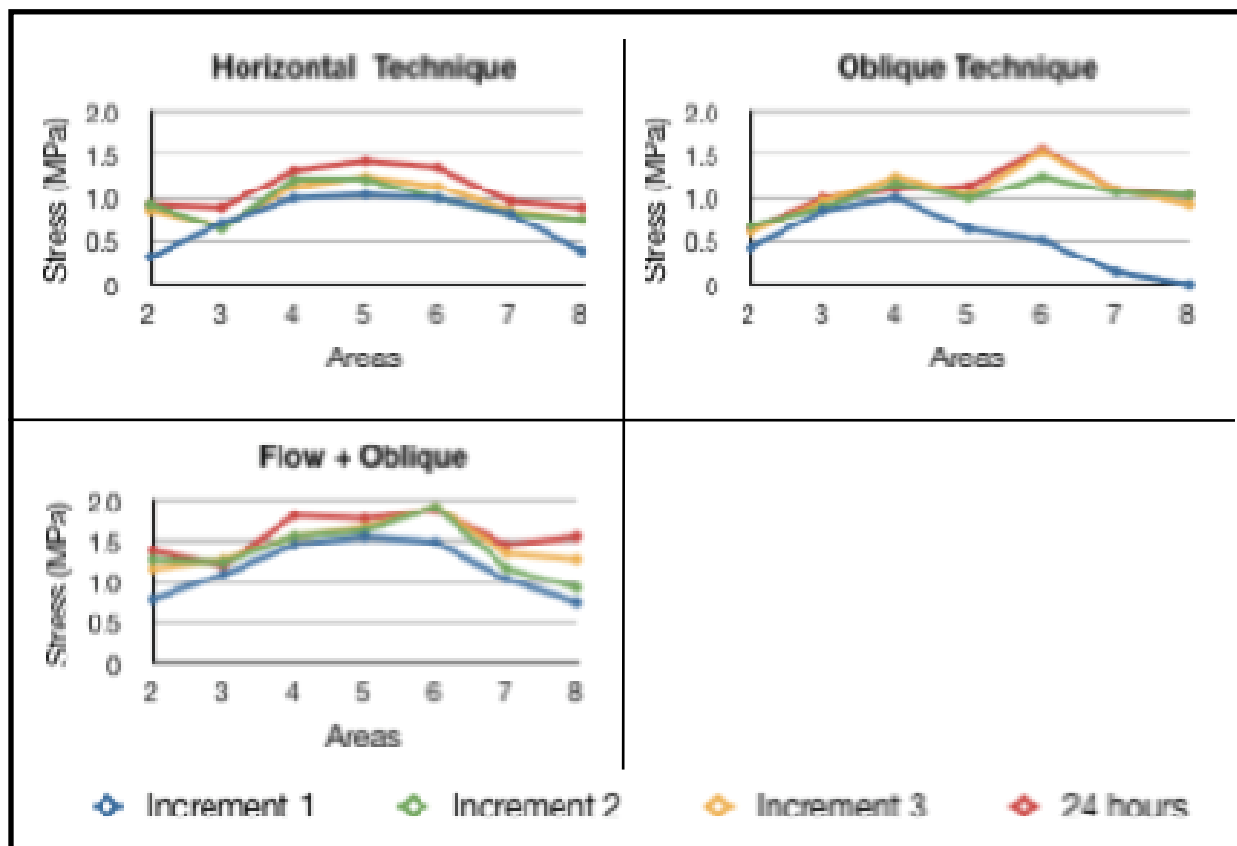 Horizontal Technique
Stress (MPa)
2.0
1.5
1.0
0.5
0
2 3 4 5 6 7 8
Areas
Oblique Technique
Stress (MPa)
2.0
1.5
1.0
0.5
0
2 3 4 5 6 7 8
Areas
Flow + Oblique
Stress (MPa)
2.0
1.5
1.0
0.5
0
2 3 4 5 6 7 8
Areas
Increment 1 Increment 2 Increment 3 24 hours